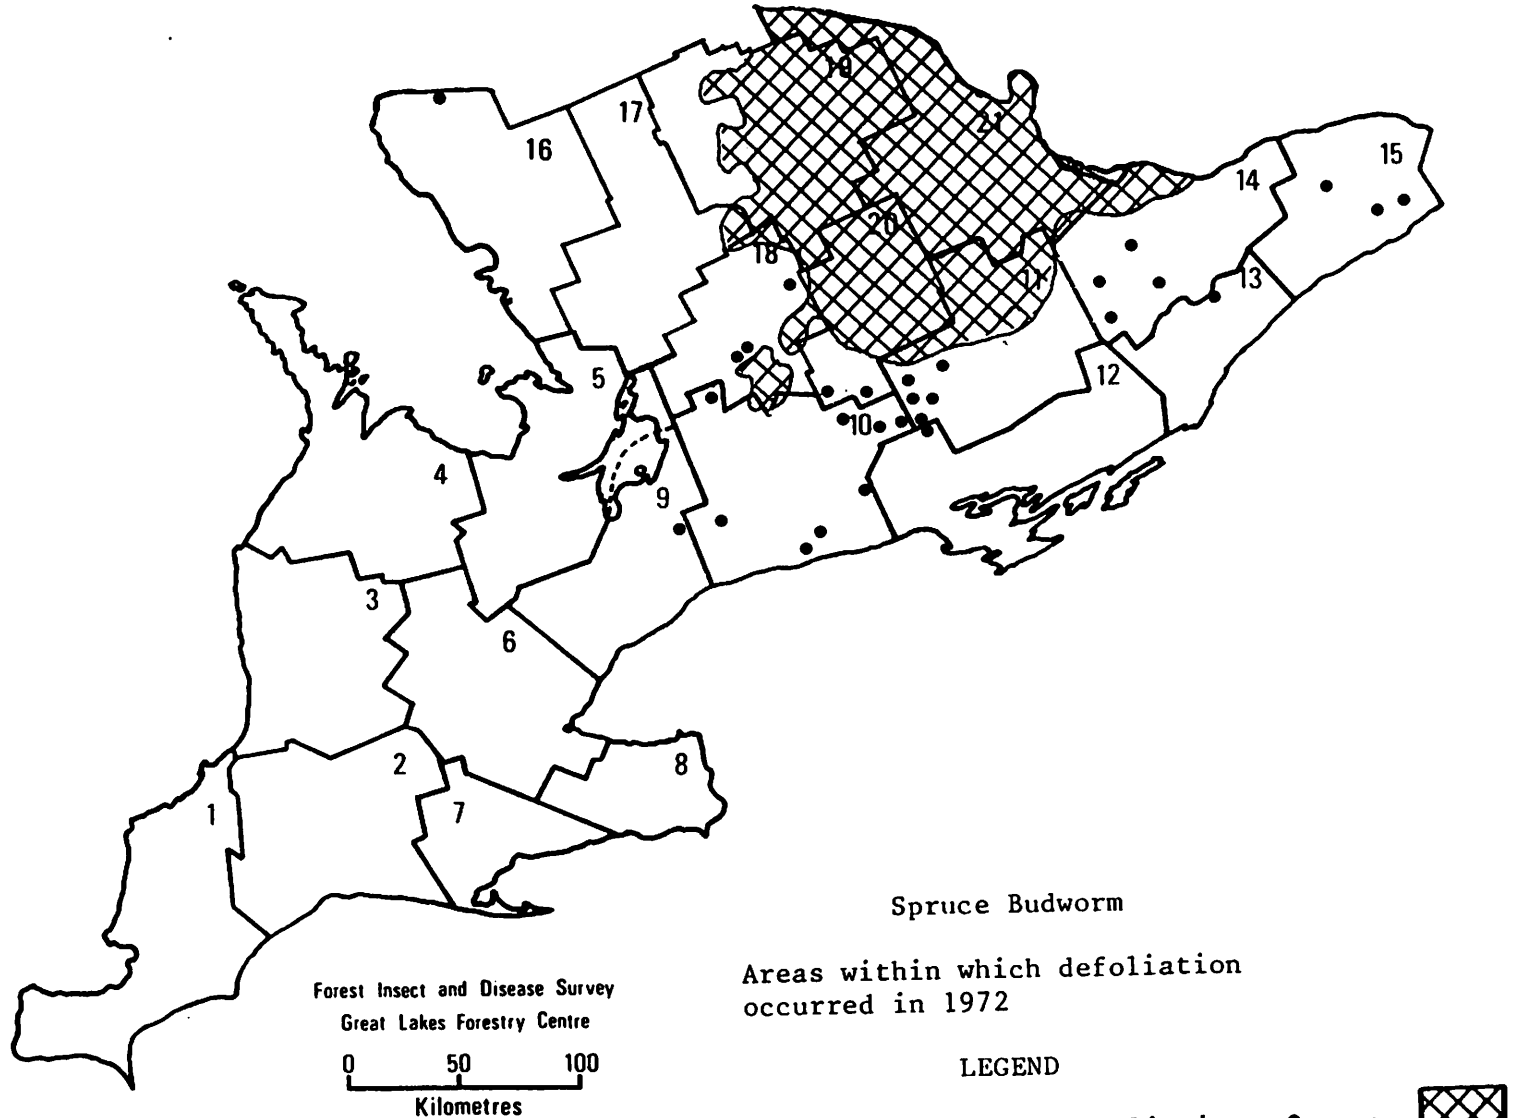 19
17
21
16
15
14
20
18
11
13
5
12
10
4
9
3
6
2
8
1
7
Spruce Budworm
Areas within which defoliation
occurred in 1972
Forest Insect and Disease Survey
Great Lakes Forestry Centre
0 50 100
Kilometres
LEGEND